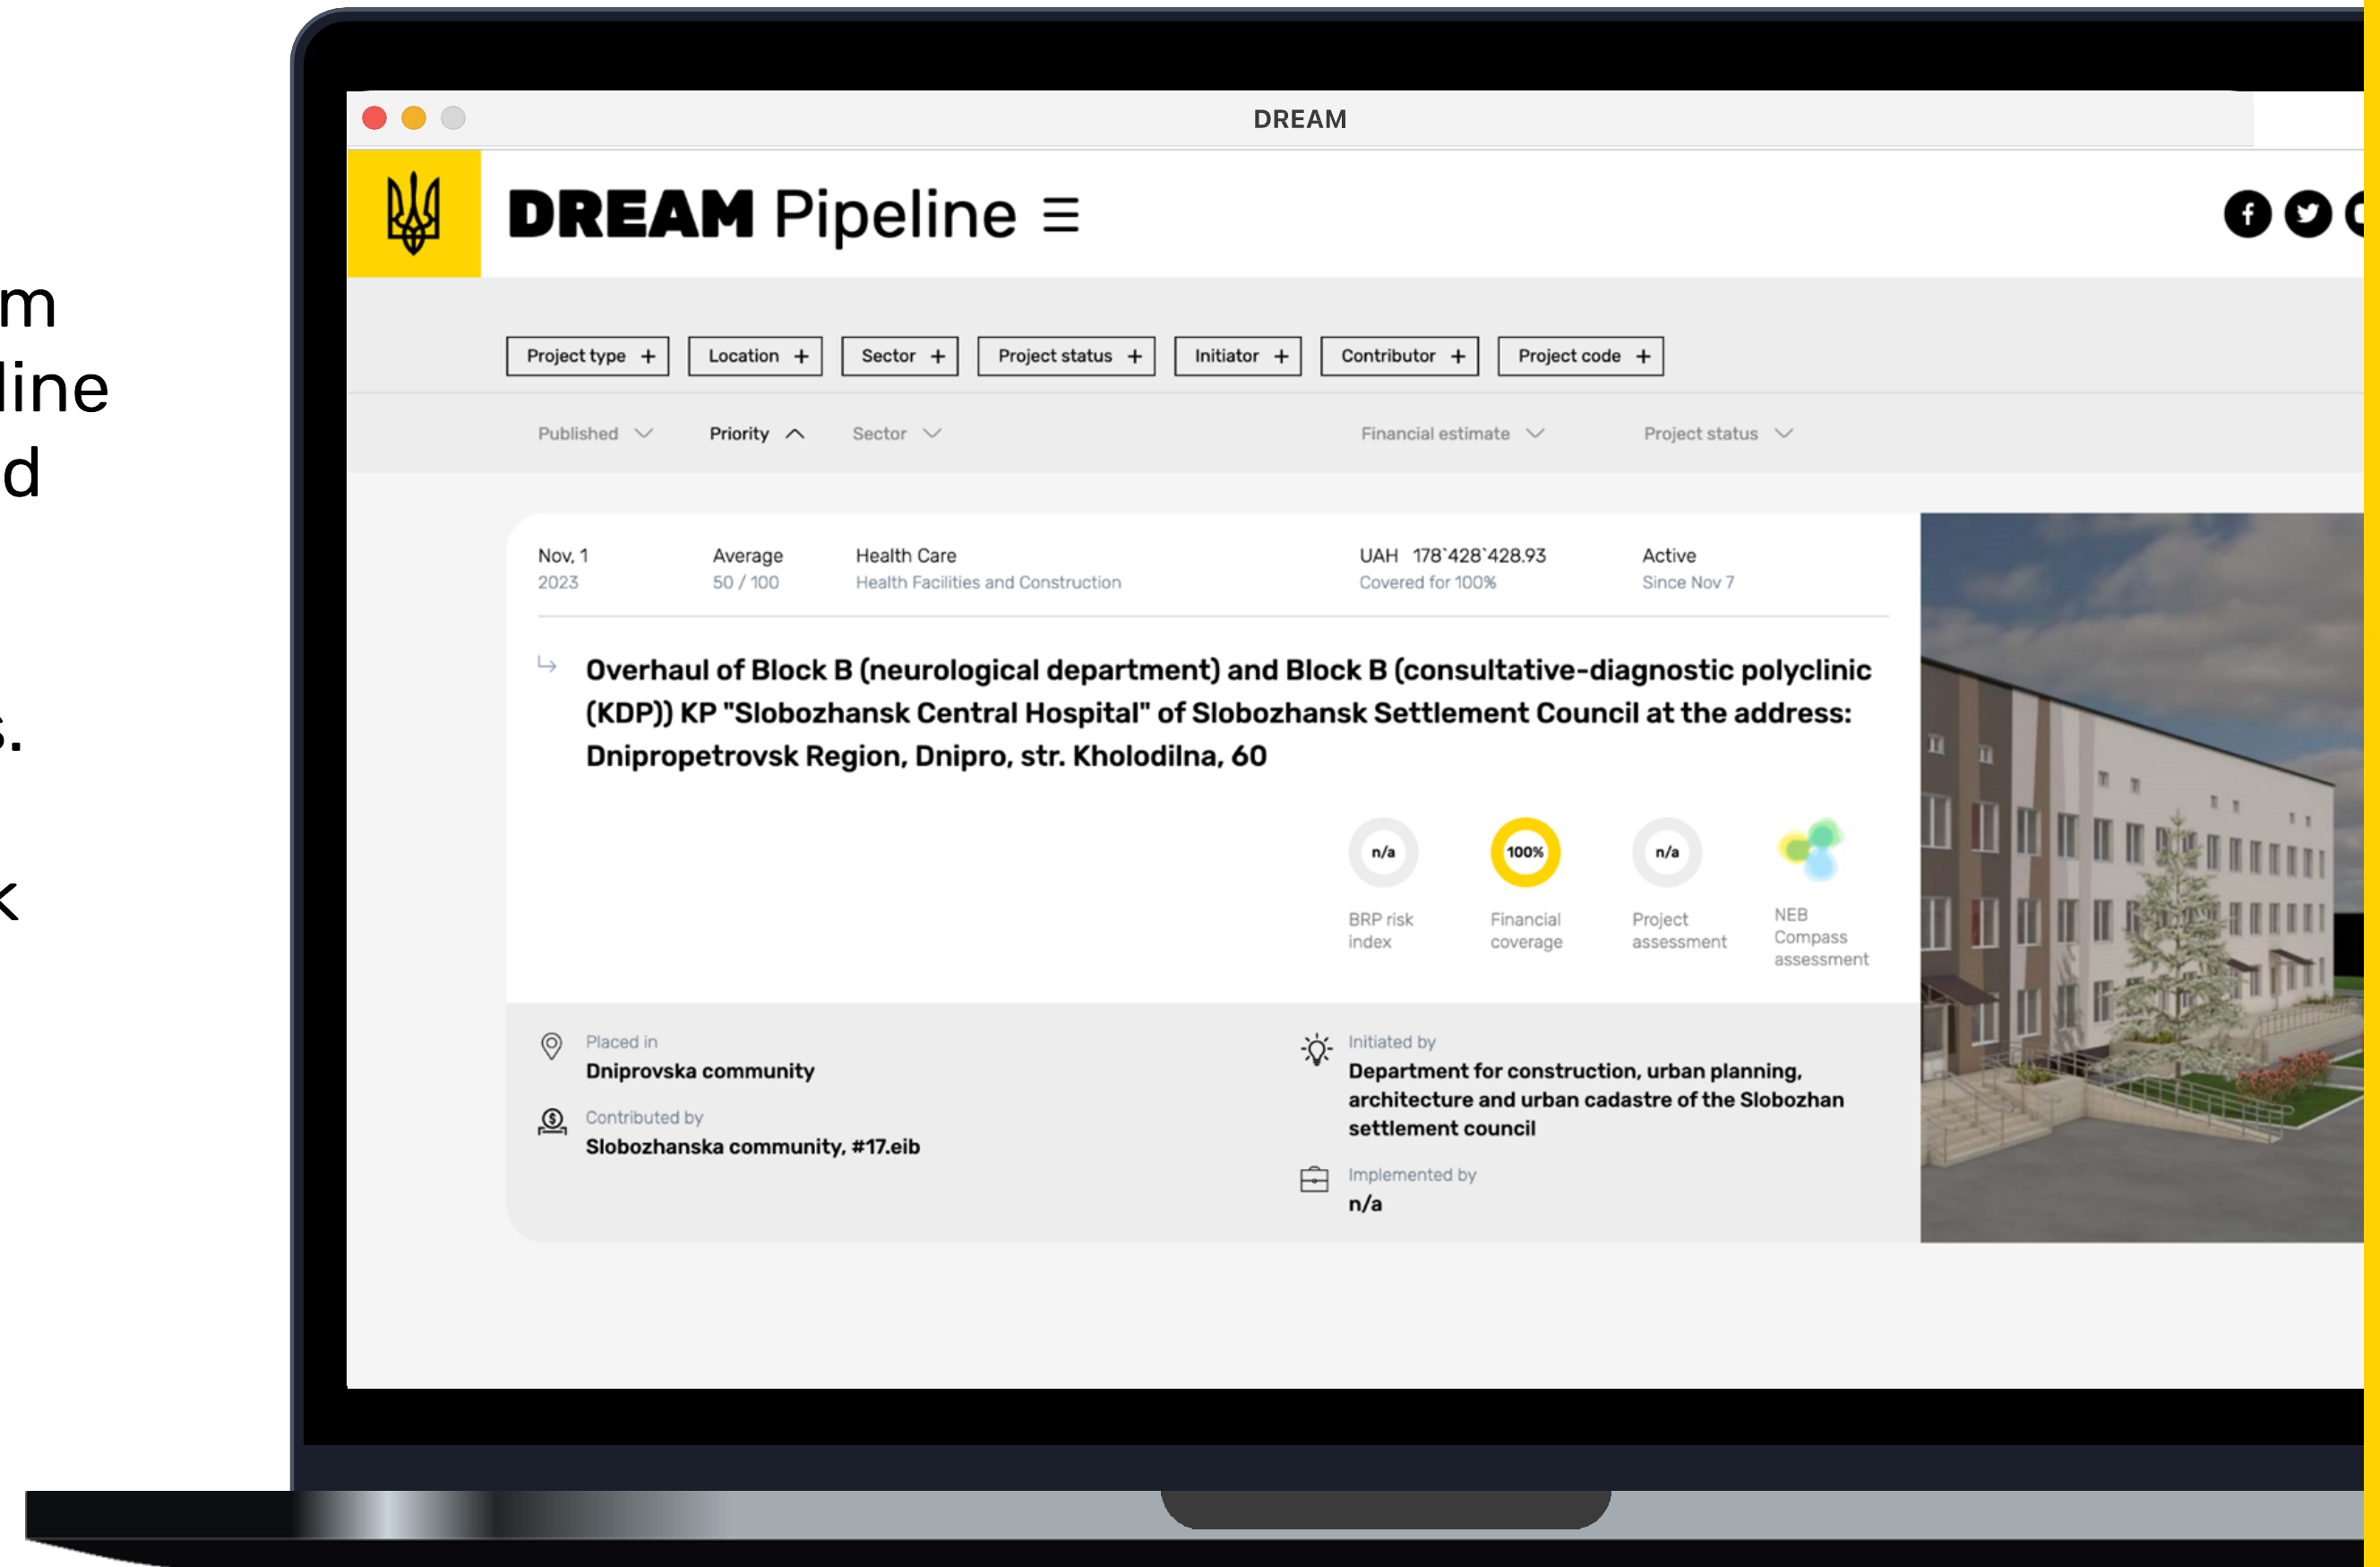 m
line
d
s.
k
DREAM
DREAM Pipeline
Project type +
Location +
Sector +
Project status +
Initiator +
Contributor +
Project code +
Published
Priority
Sector
Financial estimate
Project status
Nov, 1
2023
Average
50 / 100
Health Care
Health Facilities and Construction
UAH 178`428`428.93
Covered for 100%
Active
Since Nov 7
Overhaul of Block B (neurological department) and Block B (consultative-diagnostic polyclinic
(KDP)) KP "Slobozhansk Central Hospital" of Slobozhansk Settlement Council at the address:
Dnipropetrovsk Region, Dnipro, str. Kholodilna, 60
n/a
BRP risk
index
100%
Financial
coverage
n/a
Project
assessment
NEB
Compass
assessment
Placed in
Dniprovska community
Contributed by
Slobozhanska community, #17.eib
Initiated by
Department for construction, urban planning,
architecture and urban cadastre of the Slobozhan
settlement council
Implemented by
n/a